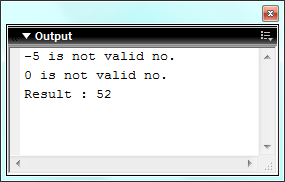 Output
-5 is not valid no.
0 is not valid no.
Result : 52